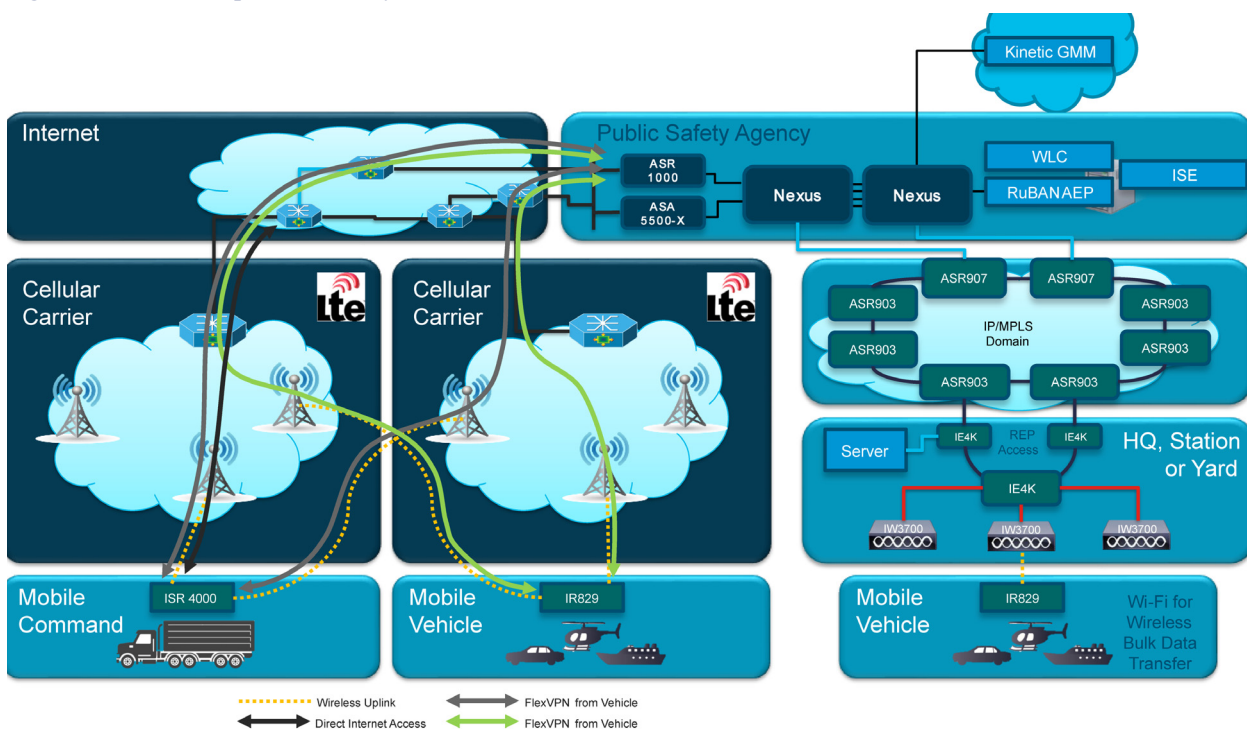 Kinetic GMM
Internet
Public Safety Agency
ASR
1000
ASA
5500-X
Nexus
Nexus
WLC
RuBAN AEP
ISE
Cellular
Carrier
Lte
Cellular
Carrier
Lte
ASR907
ASR907
ASR903
ASR903
IP/MPLS
Domain
ASR903
ASR903
ASR903
ASR903
Server
IE4K
REP
Access
IE4K
HQ, Station
or Yard
IE4K
IW3700
IW3700
IW3700
Mobile
Command
ISR 4000
Mobile
Vehicle
IR829
Mobile
Vehicle
IR829
Wi-Fi for
Wireless
Bulk Data
Transfer
Wireless Uplink
FlexVPN from Vehicle
Direct Internet Access
FlexVPN from Vehicle